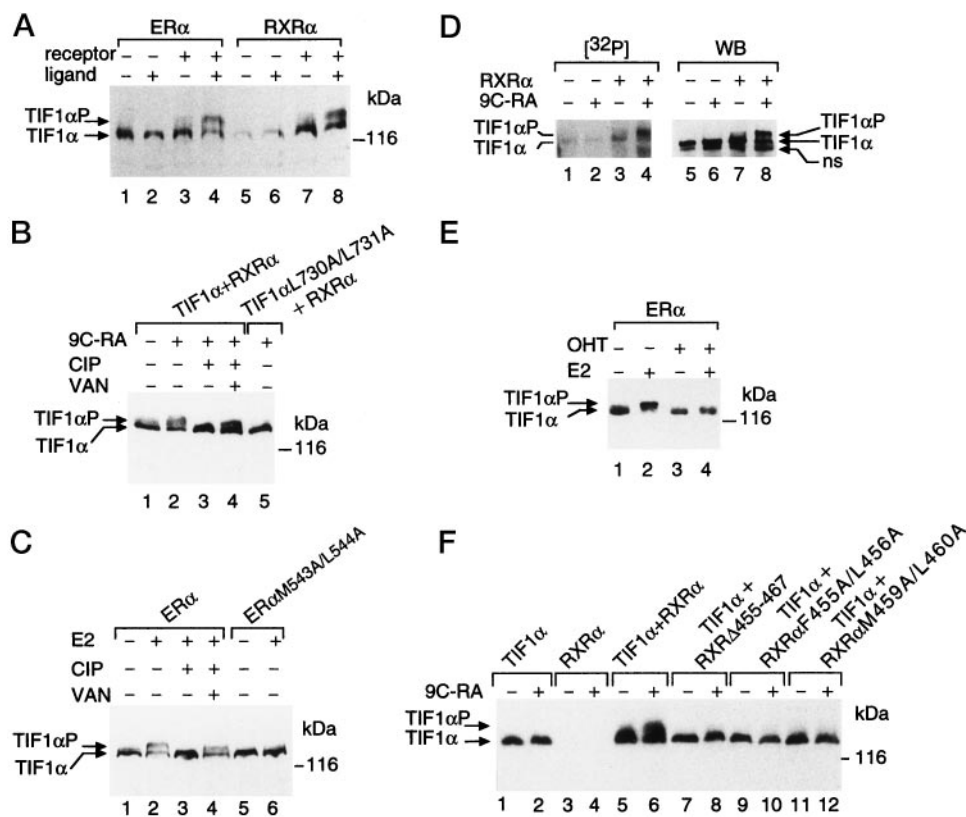 A
ERα RXRα
receptor − − + + − − + +
ligand − + − + − + − +
kDa
TIF1αP
TIF1α
116
1 2 3 4 5 6 7 8
B
TIF1α+RXRα
TIF1αL730A/L731A
+ RXRα
9C-RA − + + + +
CIP − − + + −
VAN − − − + −
TIF1αP
TIF1α
kDa
116
1 2 3 4 5
C
ERα
ERαM543A/L544A
E2 − + + + − +
CIP − − + + − −
VAN − − − + − −
kDa
TIF1αP
TIF1α
116
1 2 3 4 5 6
D
[32P] WB
RXRα − − + + − − + +
9C-RA − + − + − + − +
TIF1αP
TIF1α
TIF1αP
TIF1α
ns
1 2 3 4 5 6 7 8
E
ERα
OHT − − + +
E2 − + − +
TIF1αP
TIF1α
kDa
116
1 2 3 4
F
TIF1α
RXRα
TIF1α+RXRα
TIF1α +
RXRΔ455-467
TIF1α +
RXRαF455A/L456A
TIF1α +
RXRαM459A/L460A
9C-RA − + − + − + − + − + − +
TIF1αP
TIF1α
kDa
116
1 2 3 4 5 6 7 8 9 10 11 12